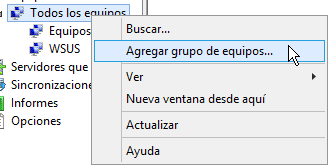 Todos los equipos
Equipos
WSUS
Servidores que
Sincronizacione
Informes
Opciones
Buscar...
Agregar grupo de equipos...
Ver
Nueva ventana desde aquí
Actualizar
Ayuda